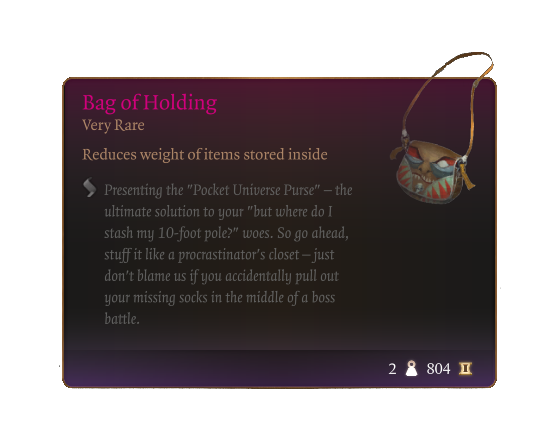 Bag of Holding
Very Rare
Reduces weight of items stored inside
Presenting the "Pocket Universe Purse" – the
ultimate solution to your "but where do I
stash my 10-foot pole?" woes. So go ahead,
stuff it like a procrastinator's closet – just
don't blame us if you accidentally pull out
your missing socks in the middle of a boss
battle.
2 804